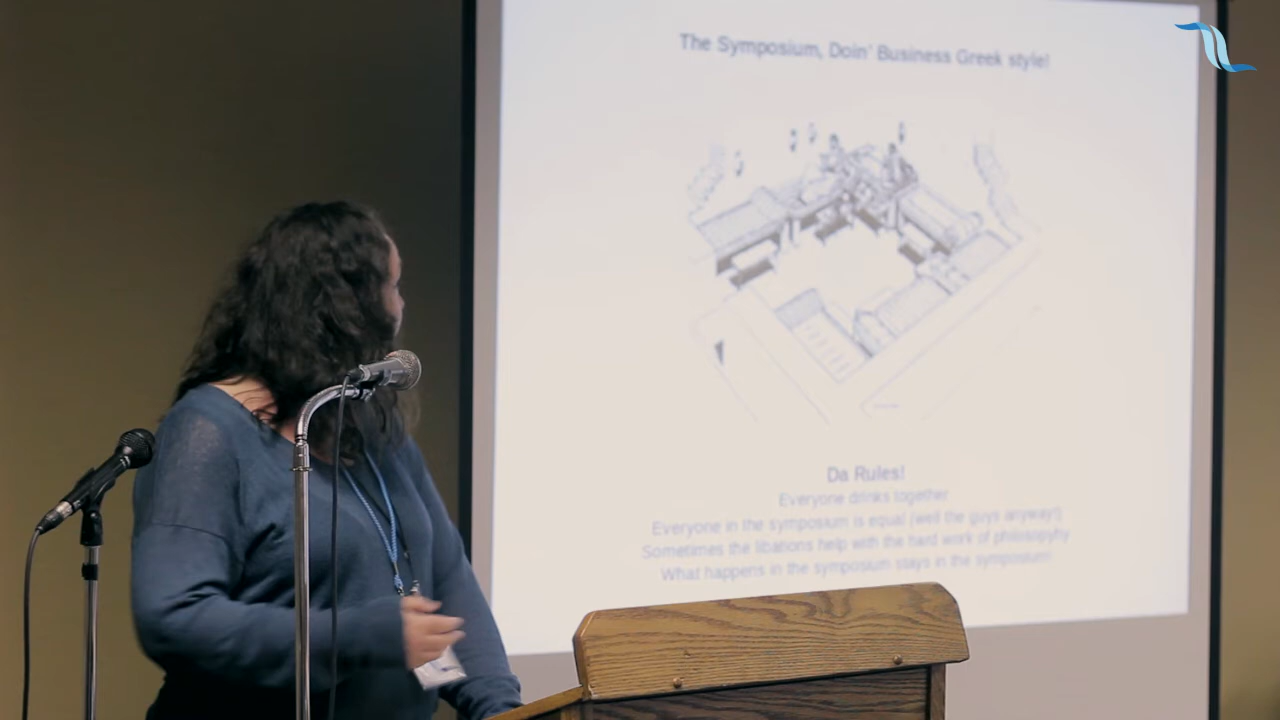 The Symposium, Doin' Business Greek style!
Da Rules!
Everyone drinks together
Everyone in the symposium is equal (well the guys anyway!)
Sometimes the libations help with the hard work of philosophy
What happens in the symposium stays in the symposium